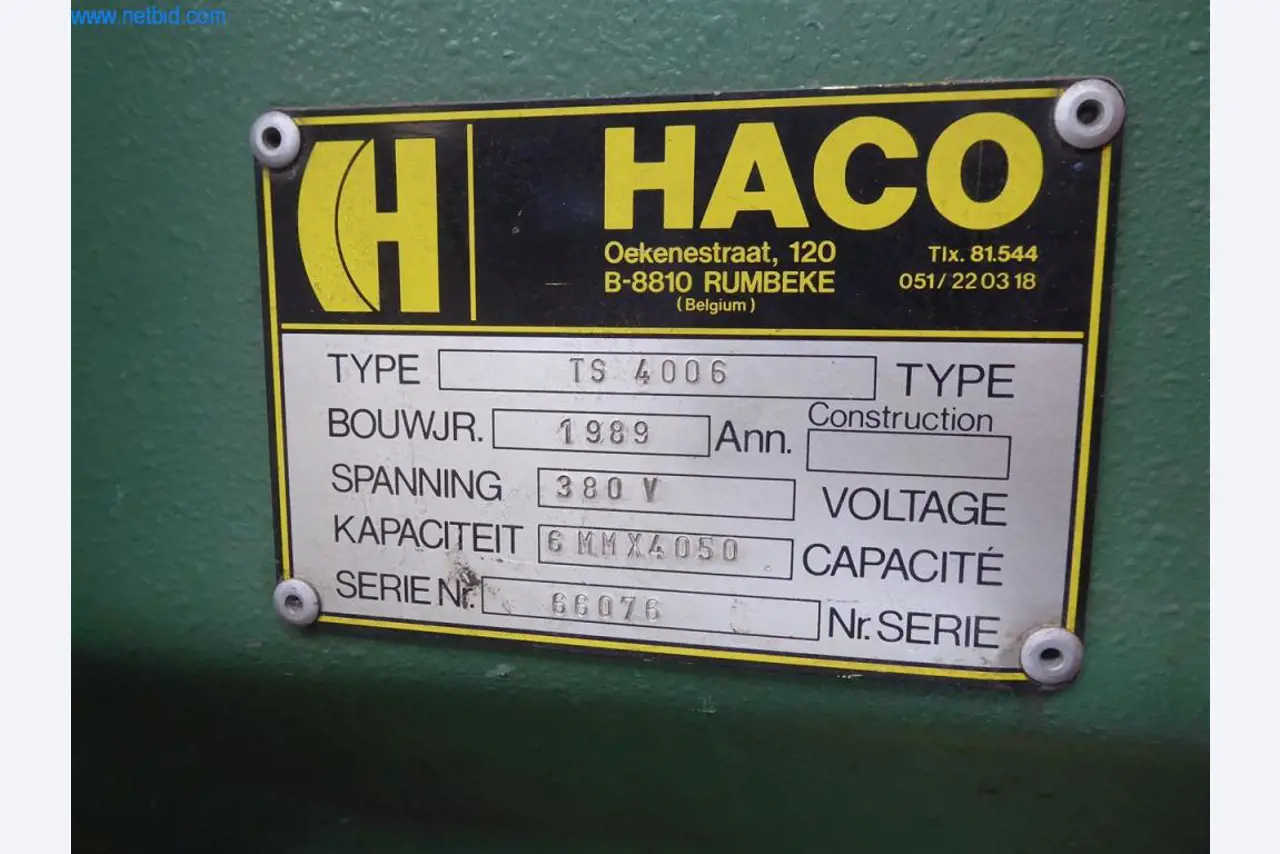 www.netbid.com
H HACO
Oekenestraat, 120 Tlx. 81.544
B-8810 RUMBEKE 051/ 22 03 18
(Belgium)
TYPE TS 4006 TYPE
BOUWJR. 1989 Ann. Construction
SPANNING 380 V VOLTAGE
KAPACITEIT 6 MMX4050 CAPACITÉ
SERIE Nr. 66076 Nr. SERIE